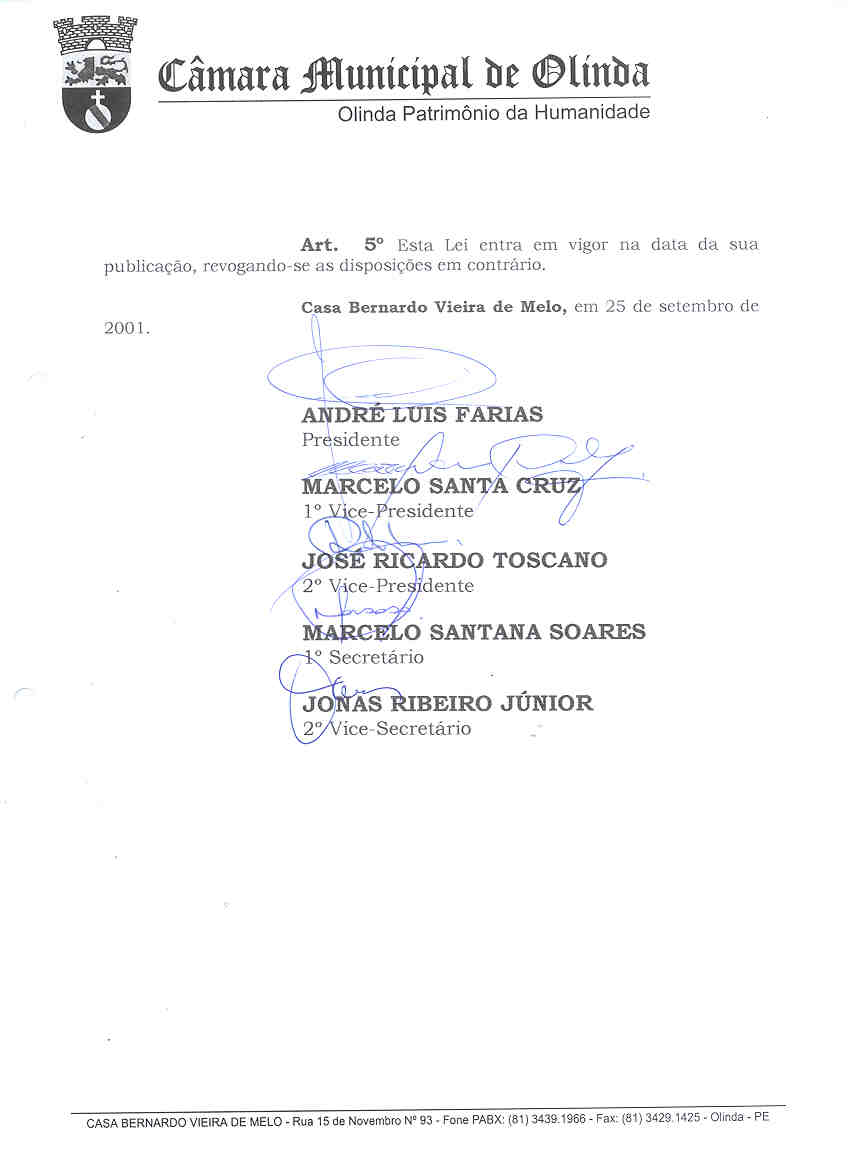 Câmara Municipal de Olinda
Olinda Patrimônio da Humanidade
Art. 5º Esta Lei entra em vigor na data da sua
publicação, revogando-se as disposições em contrário.
Casa Bernardo Vieira de Melo, em 25 de setembro de
2001.
ANDRÉ LUIS FARIAS
Presidente
MARCELO SANTA CRUZ
1º Vice-Presidente
JOSÉ RICARDO TOSCANO
2º Vice-Presidente
MARCELO SANTANA SOARES
1º Secretário
JONAS RIBEIRO JÚNIOR
2º Vice-Secretário
CASA BERNARDO VIEIRA DE MELO - Rua 15 de Novembro Nº 93 - Fone PABX: (81) 3439.1966 - Fax: (81) 3429.1425 - Olinda - PE